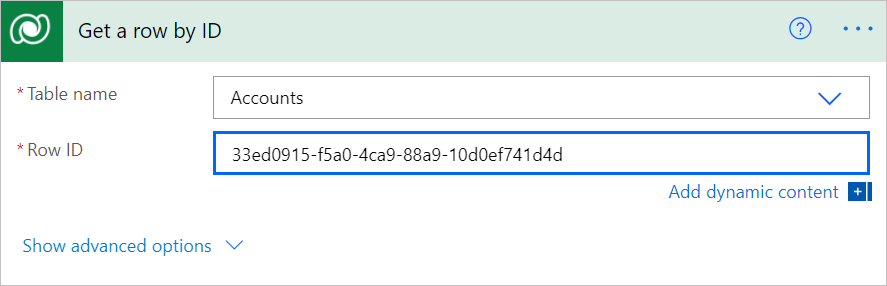 Get a row by ID
* Table name
Accounts
* Row ID
33ed0915-f5a0-4ca9-88a9-10d0ef741d4d
Add dynamic content
Show advanced options